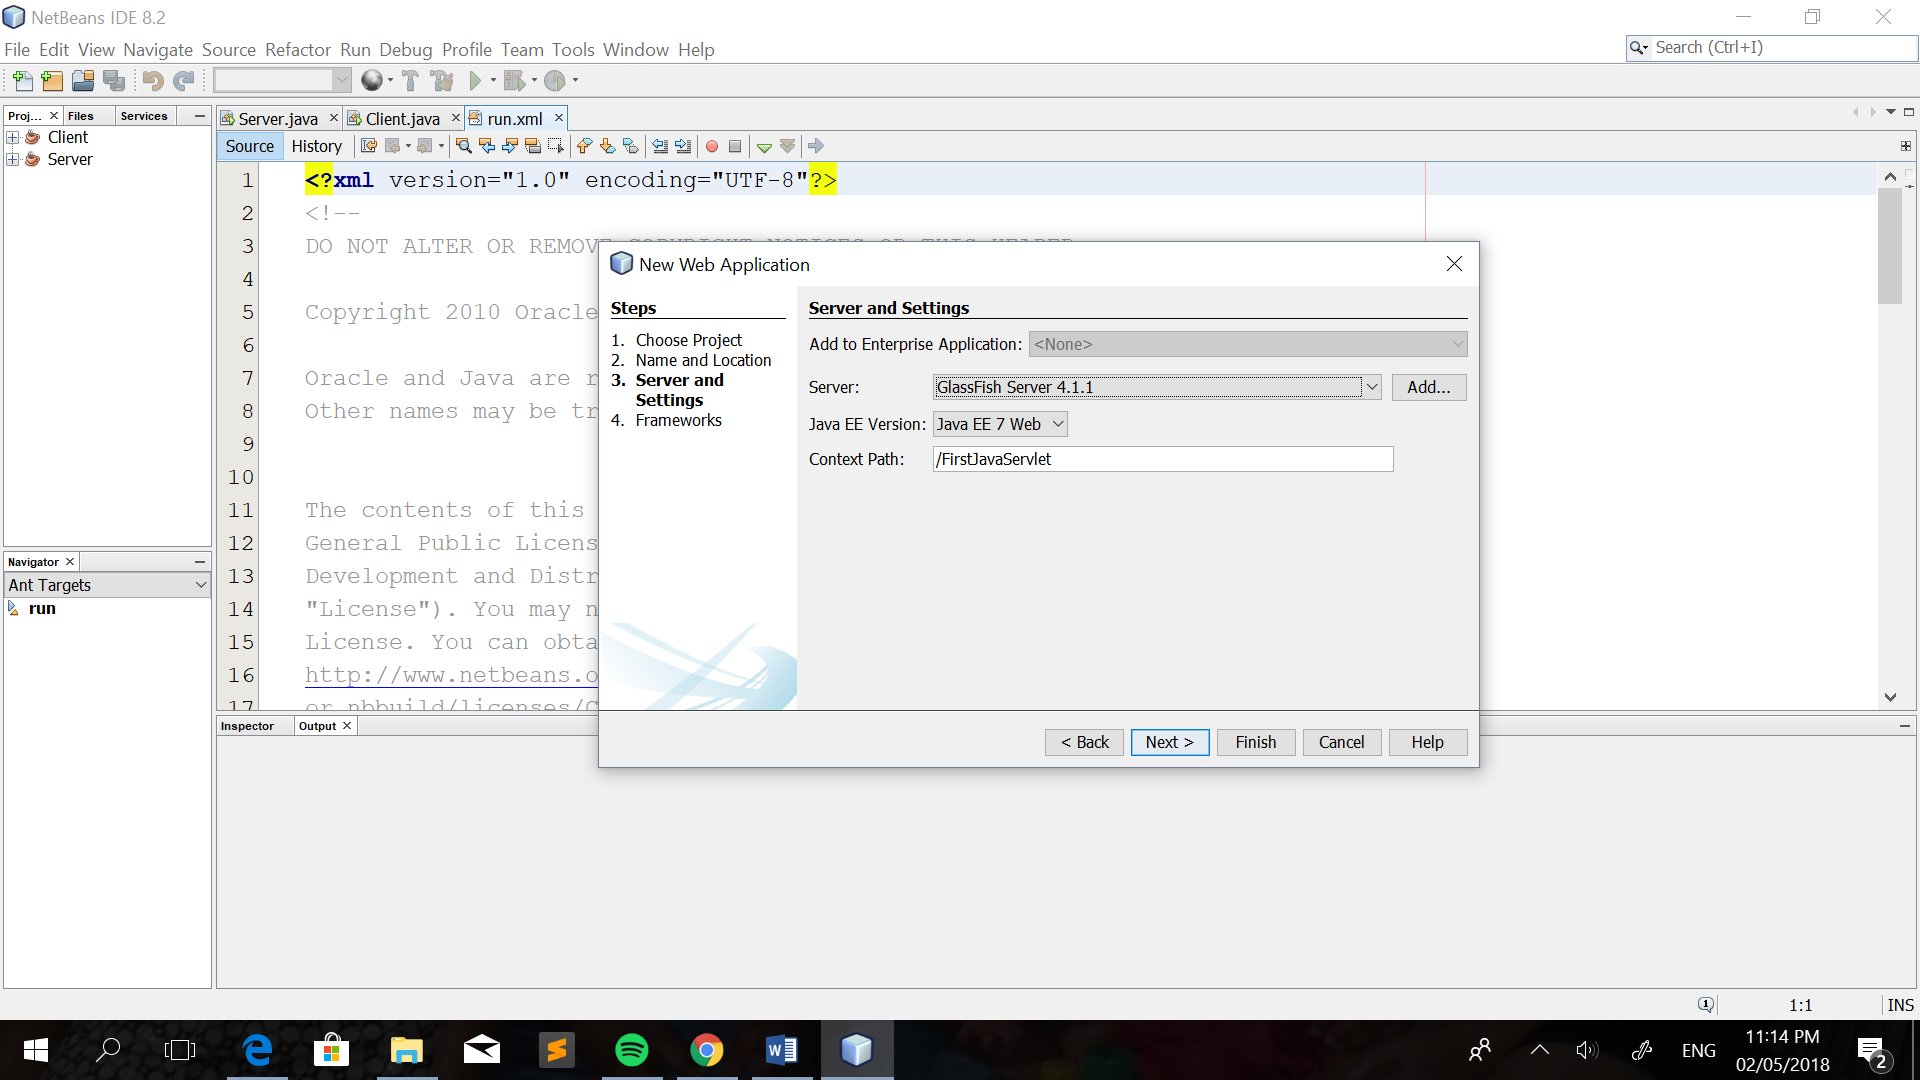 NetBeans IDE 8.2
File Edit View Navigate Source Refactor Run Debug Profile Team Tools Window Help
Search (Ctrl+I)
Proj... Files Services
Client
Server
Server.java Client.java run.xml
Source History
1 <?xml version="1.0" encoding="UTF-8"?>
2 <!--
3 DO NOT ALTER OR REMOVE COPYRIGHT NOTICES OR THIS HEADER
4
5 Copyright 2010 Oracle
6
7 Oracle and Java are r
8 Other names may be tr
9
10
11 The contents of this
12 General Public Licens
13 Development and Distr
14 "License"). You may n
15 License. You can obta
16 http://www.netbeans.o
17 or nbbuild/licenses/C
New Web Application
Steps
1. Choose Project
2. Name and Location
3. Server and
Settings
4. Frameworks
Server and Settings
Add to Enterprise Application: <None>
Server: GlassFish Server 4.1.1 Add...
Java EE Version: Java EE 7 Web
Context Path: /FirstJavaServlet
< Back Next > Finish Cancel Help
Navigator
Ant Targets
run
Inspector Output
1:1 INS
ENG
11:14 PM
02/05/2018
2